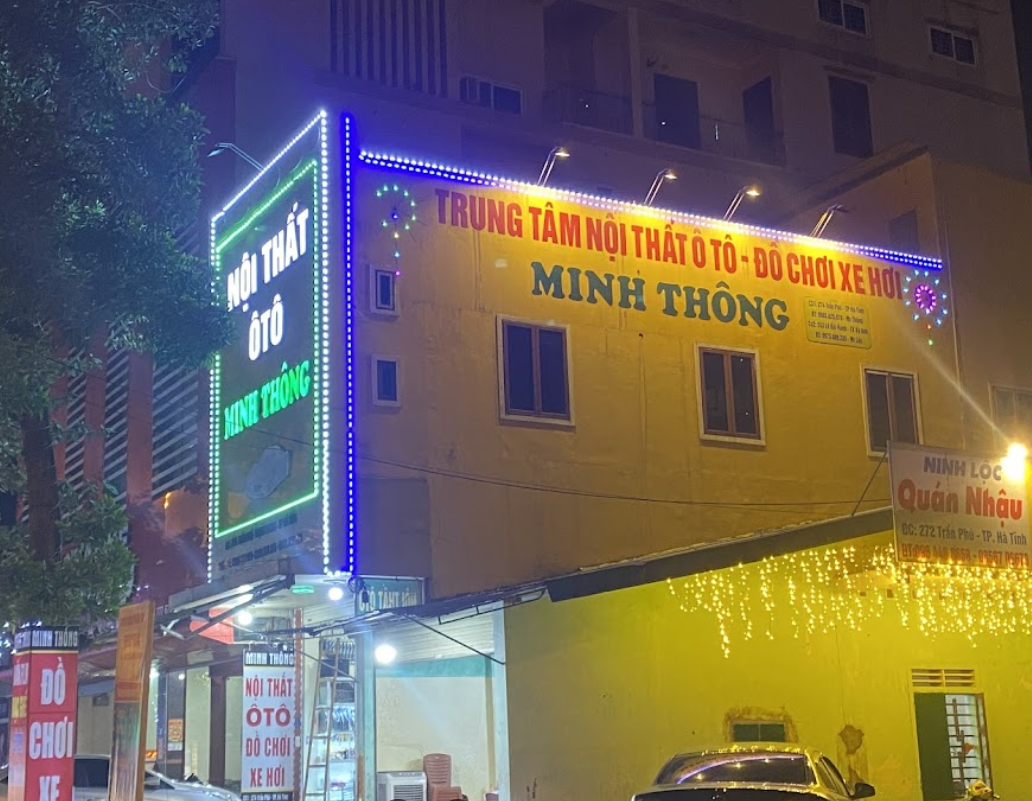 TRUNG TÂM NỘI THẤT Ô TÔ - ĐỒ CHƠI XE HƠI
MINH THÔNG
NỘI THẤT
ÔTÔ
MINH THÔNG
NINH LỘC
Quán Nhậu
ĐC: 272 Trần Phú - TP. Hà Tĩnh
MINH THÔNG
ĐỒ
CHƠI
XE
MINH THÔNG
NỘI THẤT
ÔTÔ
ĐỒ CHƠI
XE HƠI